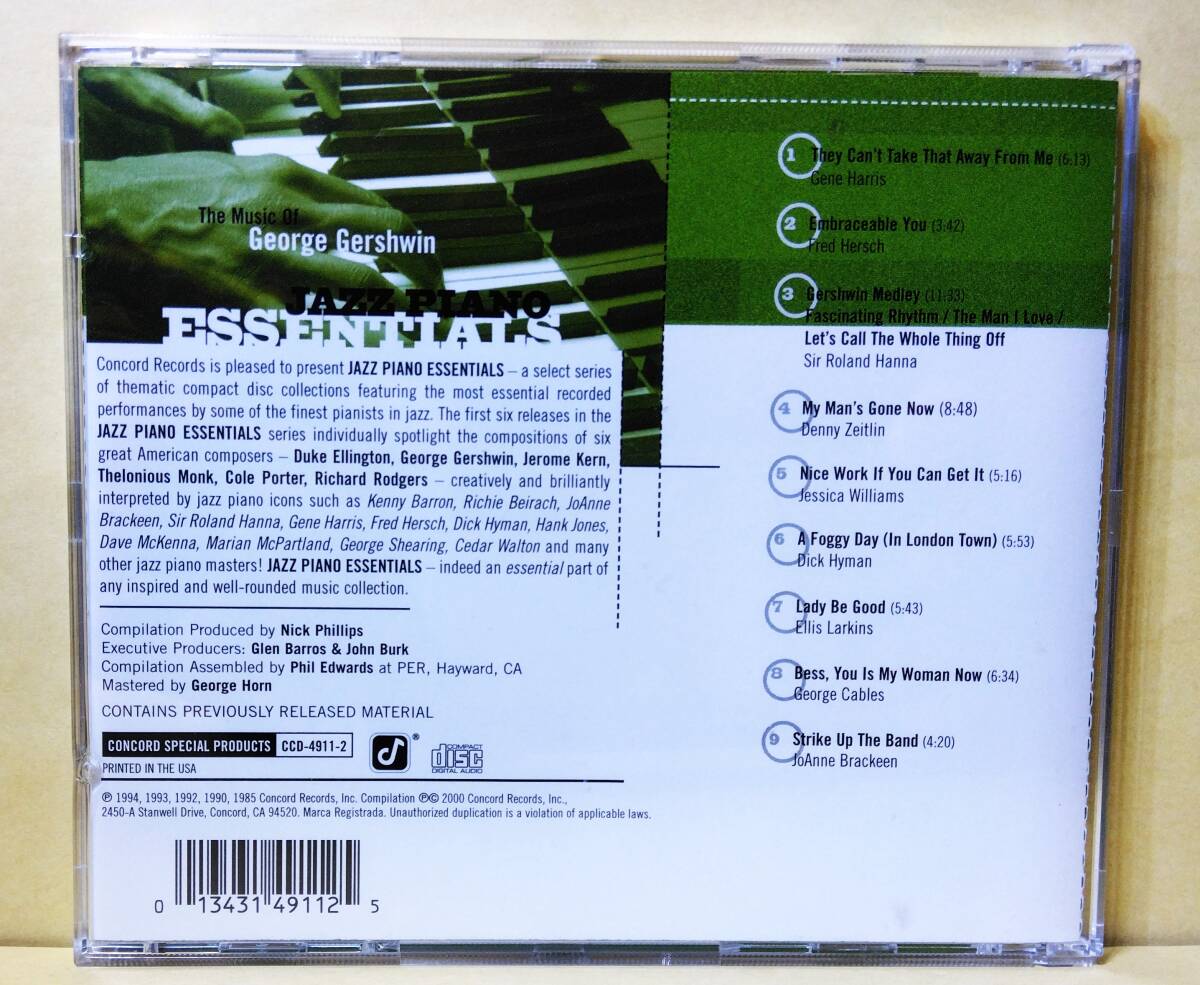 The Music Of
George Gershwin
JAZZ PIANO
ESSENTIALS
Concord Records is pleased to present JAZZ PIANO ESSENTIALS – a select series
of thematic compact disc collections featuring the most essential recorded
performances by some of the finest pianists in jazz. The first six releases in the
JAZZ PIANO ESSENTIALS series individually spotlight the compositions of six
great American composers – Duke Ellington, George Gershwin, Jerome Kern,
Thelonious Monk, Cole Porter, Richard Rodgers – creatively and brilliantly
interpreted by jazz piano icons such as Kenny Barron, Richie Beirach, JoAnne
Brackeen, Sir Roland Hanna, Gene Harris, Fred Hersch, Dick Hyman, Hank Jones,
Dave McKenna, Marian McPartland, George Shearing, Cedar Walton and many
other jazz piano masters! JAZZ PIANO ESSENTIALS – indeed an essential part of
any inspired and well-rounded music collection.
Compilation Produced by Nick Phillips
Executive Producers: Glen Barros & John Burk
Compilation Assembled by Phil Edwards at PER, Hayward, CA
Mastered by George Horn
CONTAINS PREVIOUSLY RELEASED MATERIAL
CONCORD SPECIAL PRODUCTS CCD-4911-2
®
COMPACT
disc
DIGITAL AUDIO
PRINTED IN THE USA
℗ 1994, 1993, 1992, 1990, 1985 Concord Records, Inc. Compilation ℗© 2000 Concord Records, Inc.,
2450-A Stanwell Drive, Concord, CA 94520. Marca Registrada. Unauthorized duplication is a violation of applicable laws.
0 13431 49112 5
1 They Can't Take That Away From Me (6:13)
Gene Harris
2 Embraceable You (3:42)
Fred Hersch
3 Gershwin Medley (11:33)
Fascinating Rhythm / The Man I Love /
Let's Call The Whole Thing Off
Sir Roland Hanna
4 My Man's Gone Now (8:48)
Denny Zeitlin
5 Nice Work If You Can Get It (5:16)
Jessica Williams
6 A Foggy Day (In London Town) (5:53)
Dick Hyman
7 Lady Be Good (5:43)
Ellis Larkins
8 Bess, You Is My Woman Now (6:34)
George Cables
9 Strike Up The Band (4:20)
JoAnne Brackeen